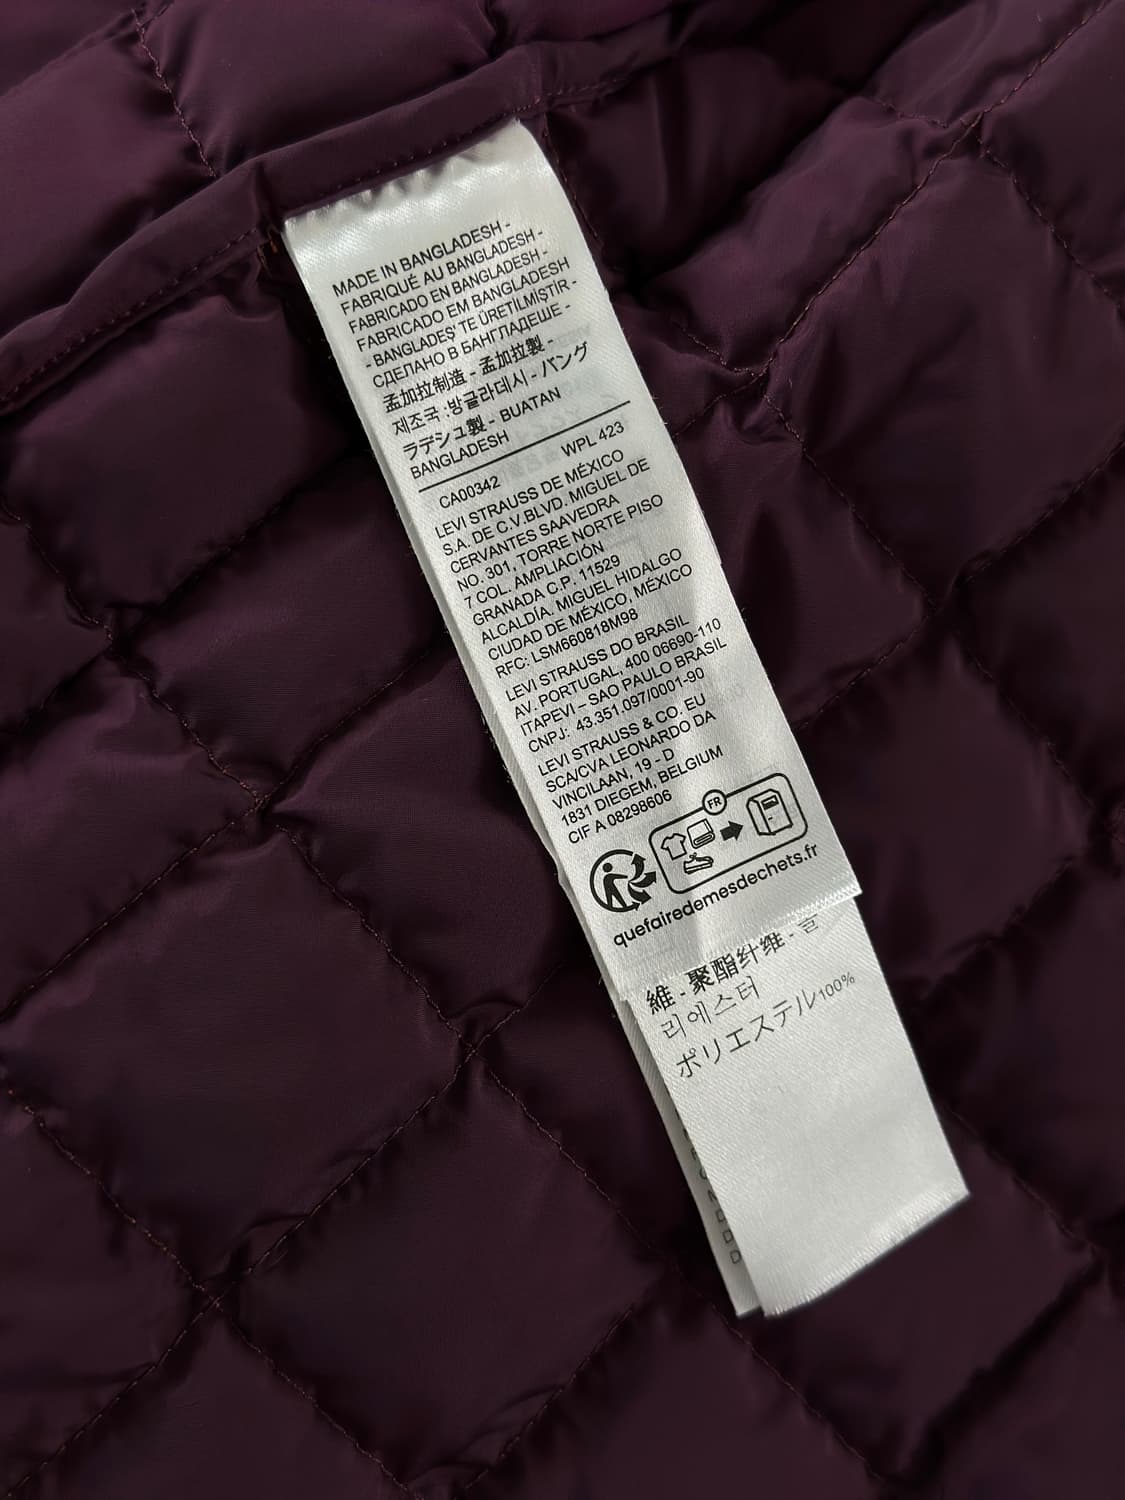 MADE IN BANGLADESH -
FABRIQUÉ AU BANGLADESH -
FABRICADO EN BANGLADESH -
FABRICADO EM BANGLADESH
- BANGLADEŞ' TE ÜRETİLMİŞTİR -
СДЕЛАНО В БАНГЛАДЕШЕ -
孟加拉制造 - 孟加拉製 -
제조국 :방글라데시 - バング
ラデシュ製 - BUATAN
BANGLADESH
CA00342 WPL 423
LEVI STRAUSS DE MÉXICO
S.A. DE C.V.BLVD. MIGUEL DE
CERVANTES SAAVEDRA
NO. 301, TORRE NORTE PISO
7 COL. AMPLIACIÓN
GRANADA C.P. 11529
ALCALDÍA. MIGUEL HIDALGO
CIUDAD DE MÉXICO, MÉXICO
RFC: LSM660818M98
LEVI STRAUSS DO BRASIL
AV. PORTUGAL, 400 06690-110
ITAPEVI – SAO PAULO BRASIL
CNPJ: 43.351.097/0001-90
LEVI STRAUSS & CO. EU
SCA/CVA LEONARDO DA
VINCILAAN, 19 - D
1831 DIEGEM, BELGIUM
CIF A 08298606
FR
quefairedemesdechets.fr
維 - 聚酯纤维 -
리에스터
ポリエステル100%